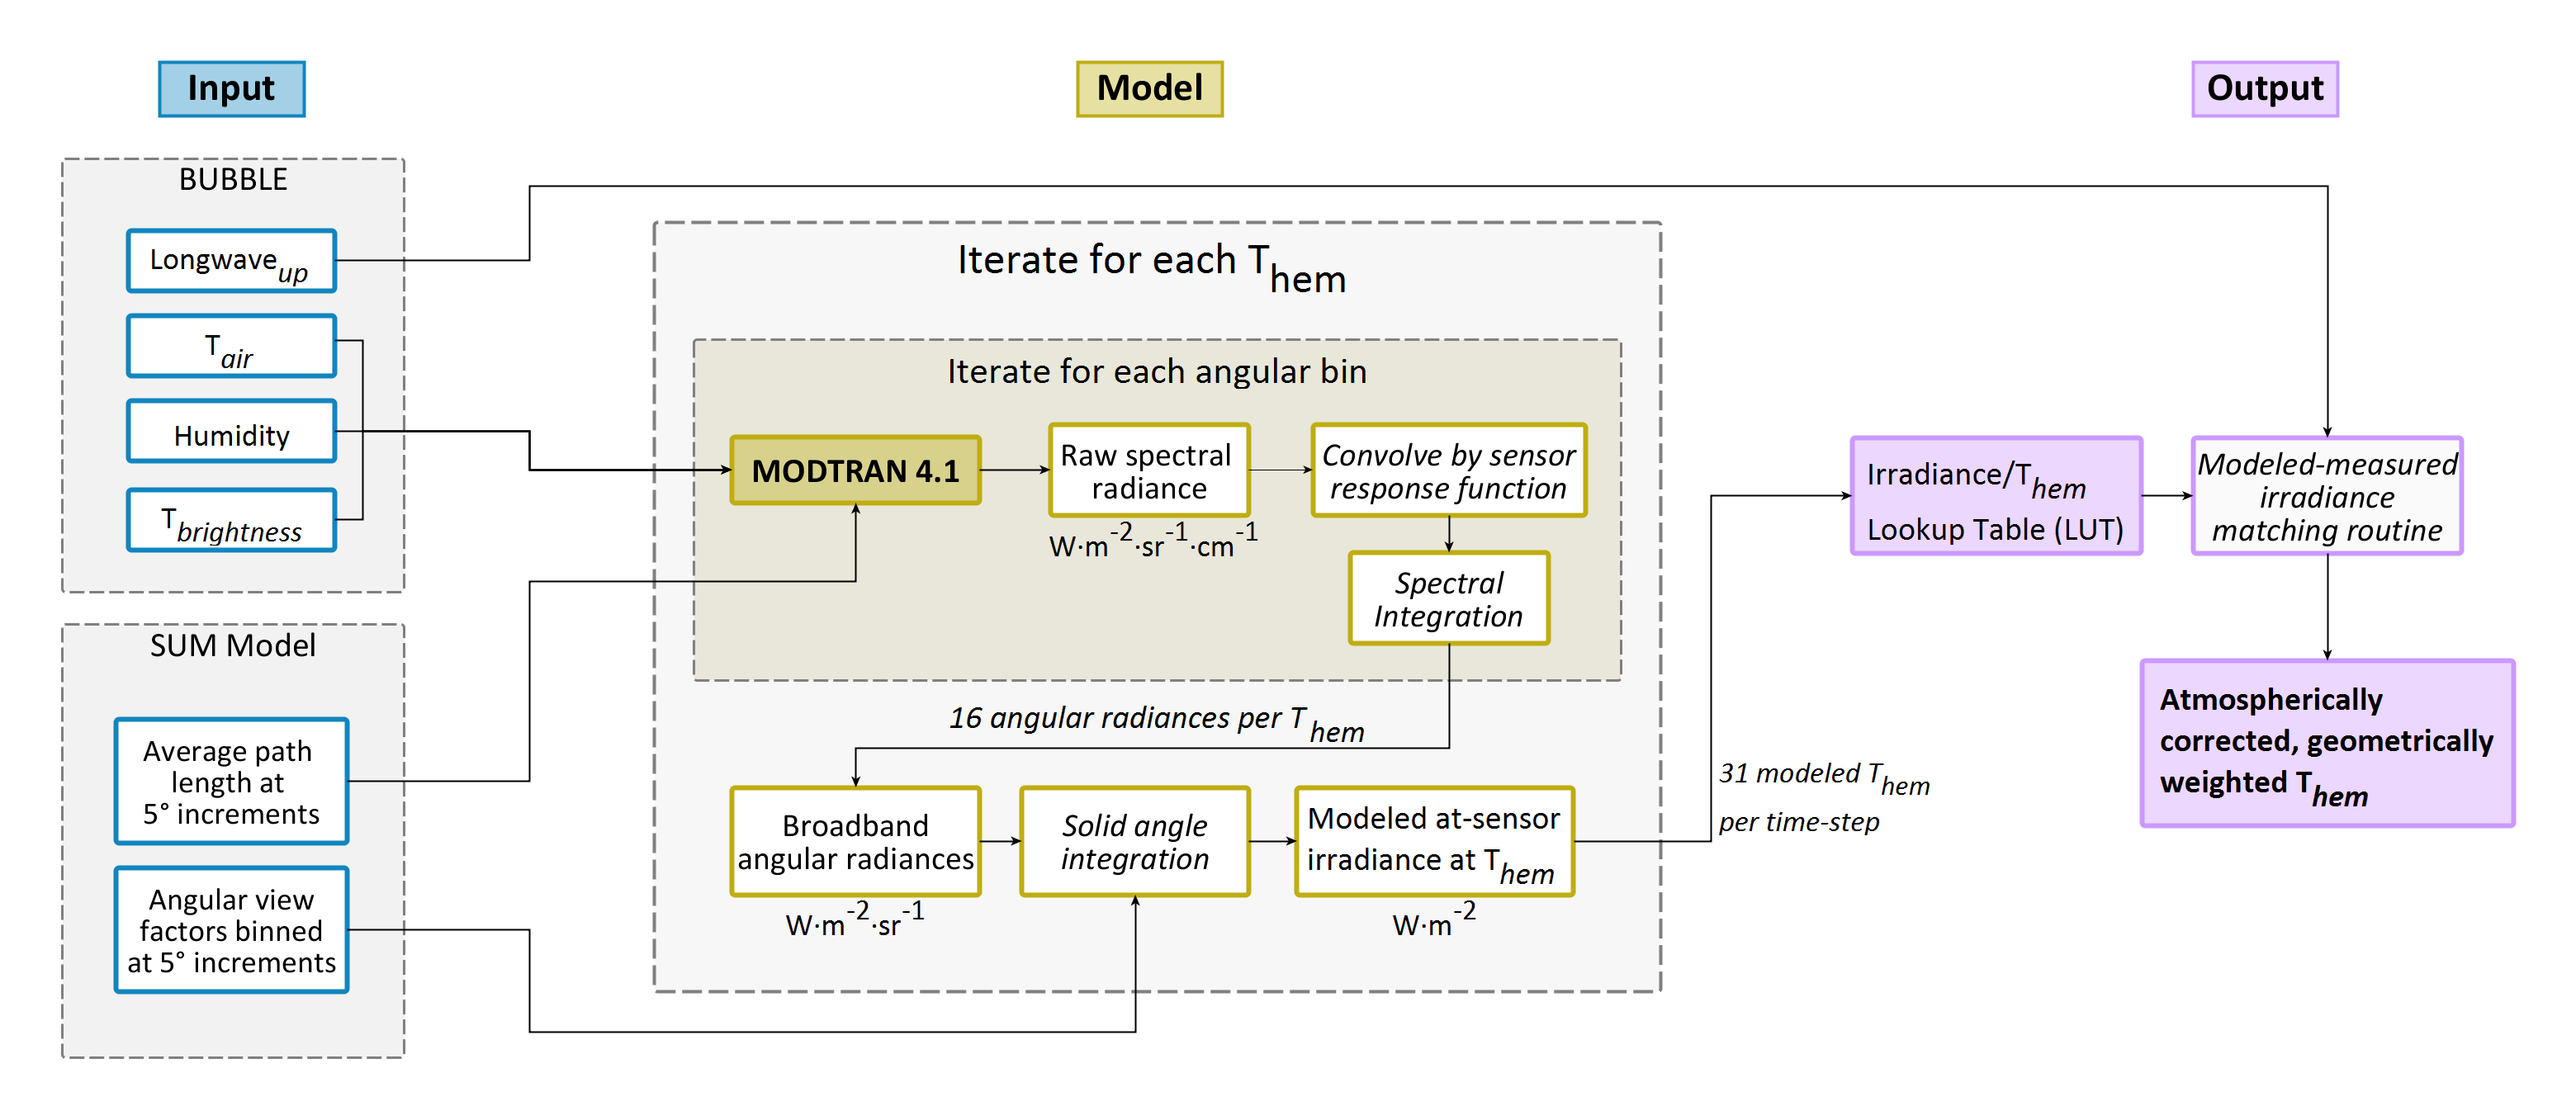 Input
Model
Output
BUBBLE
Longwave up
T air
Humidity
T brightness
SUM Model
Average path
length at
5° increments
Angular view
factors binned
at 5° increments
Iterate for each T hem
Iterate for each angular bin
MODTRAN 4.1
Raw spectral
radiance
W·m-2·sr-1·cm-1
Convolve by sensor
response function
Spectral
Integration
16 angular radiances per T hem
Broadband
angular radiances
W·m-2·sr-1
Solid angle
integration
Modeled at-sensor
irradiance at T hem
W·m-2
31 modeled T hem
per time-step
Irradiance/T hem
Lookup Table (LUT)
Modeled-measured
irradiance
matching routine
Atmospherically
corrected, geometrically
weighted T hem